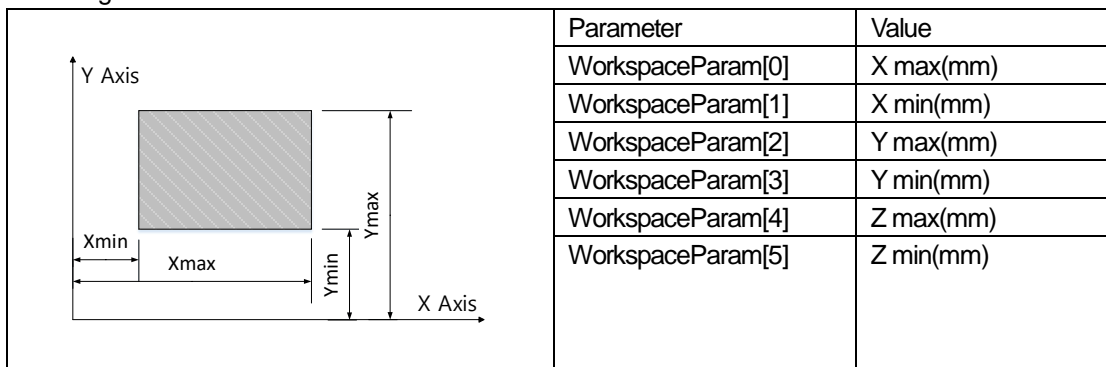 Parameter Value
WorkspaceParam[0] X max(mm)
WorkspaceParam[1] X min(mm)
WorkspaceParam[2] Y max(mm)
WorkspaceParam[3] Y min(mm)
WorkspaceParam[4] Z max(mm)
WorkspaceParam[5] Z min(mm)
Y Axis
Xmin
Xmax
Ymin
Ymax
X Axis